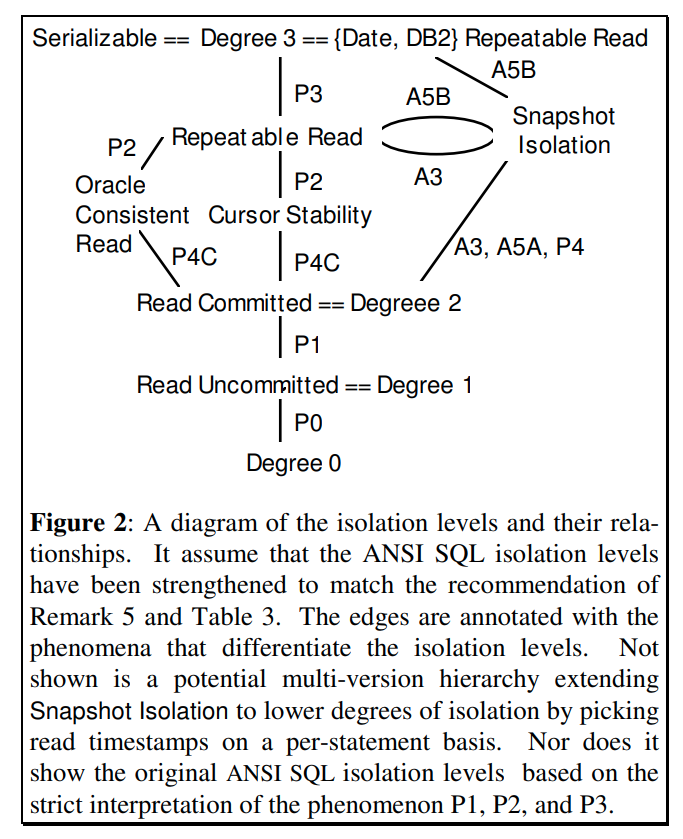 Serializable == Degree 3 == {Date, DB2} Repeatable Read
A5B
P3
A5B
Snapshot
Isolation
P2
Repeatable Read
A3
Oracle
Consistent
Read
P2
Cursor Stability
P4C
P4C
A3, A5A, P4
Read Committed == Degreee 2
P1
Read Uncommitted == Degree 1
P0
Degree 0
Figure 2: A diagram of the isolation levels and their rela-
tionships. It assume that the ANSI SQL isolation levels
have been strengthened to match the recommendation of
Remark 5 and Table 3. The edges are annotated with the
phenomena that differentiate the isolation levels. Not
shown is a potential multi-version hierarchy extending
Snapshot Isolation to lower degrees of isolation by picking
read timestamps on a per-statement basis. Nor does it
show the original ANSI SQL isolation levels based on the
strict interpretation of the phenomenon P1, P2, and P3.